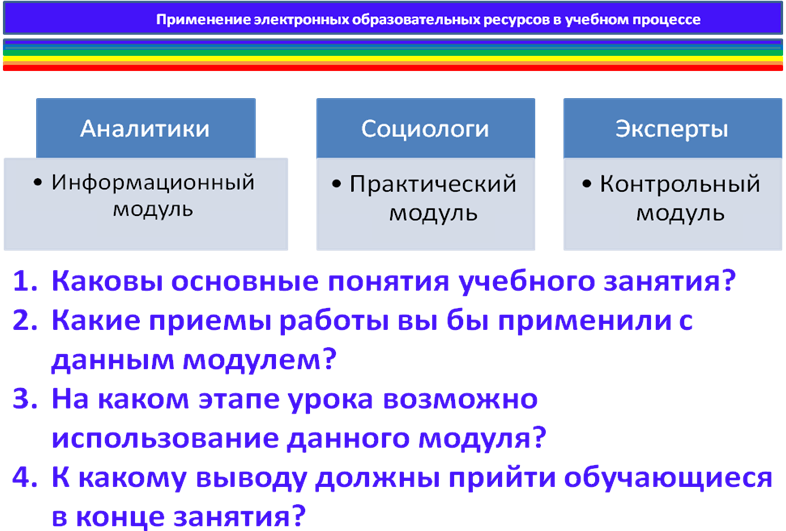 Применение электронных образовательных ресурсов в учебном процессе
Аналитики
• Информационный
модуль
Социологи
• Практический
модуль
Эксперты
• Контрольный
модуль
1. Каковы основные понятия учебного занятия?
2. Какие приемы работы вы бы применили с
данным модулем?
3. На каком этапе урока возможно
использование данного модуля?
4. К какому выводу должны прийти обучающиеся
в конце занятия?